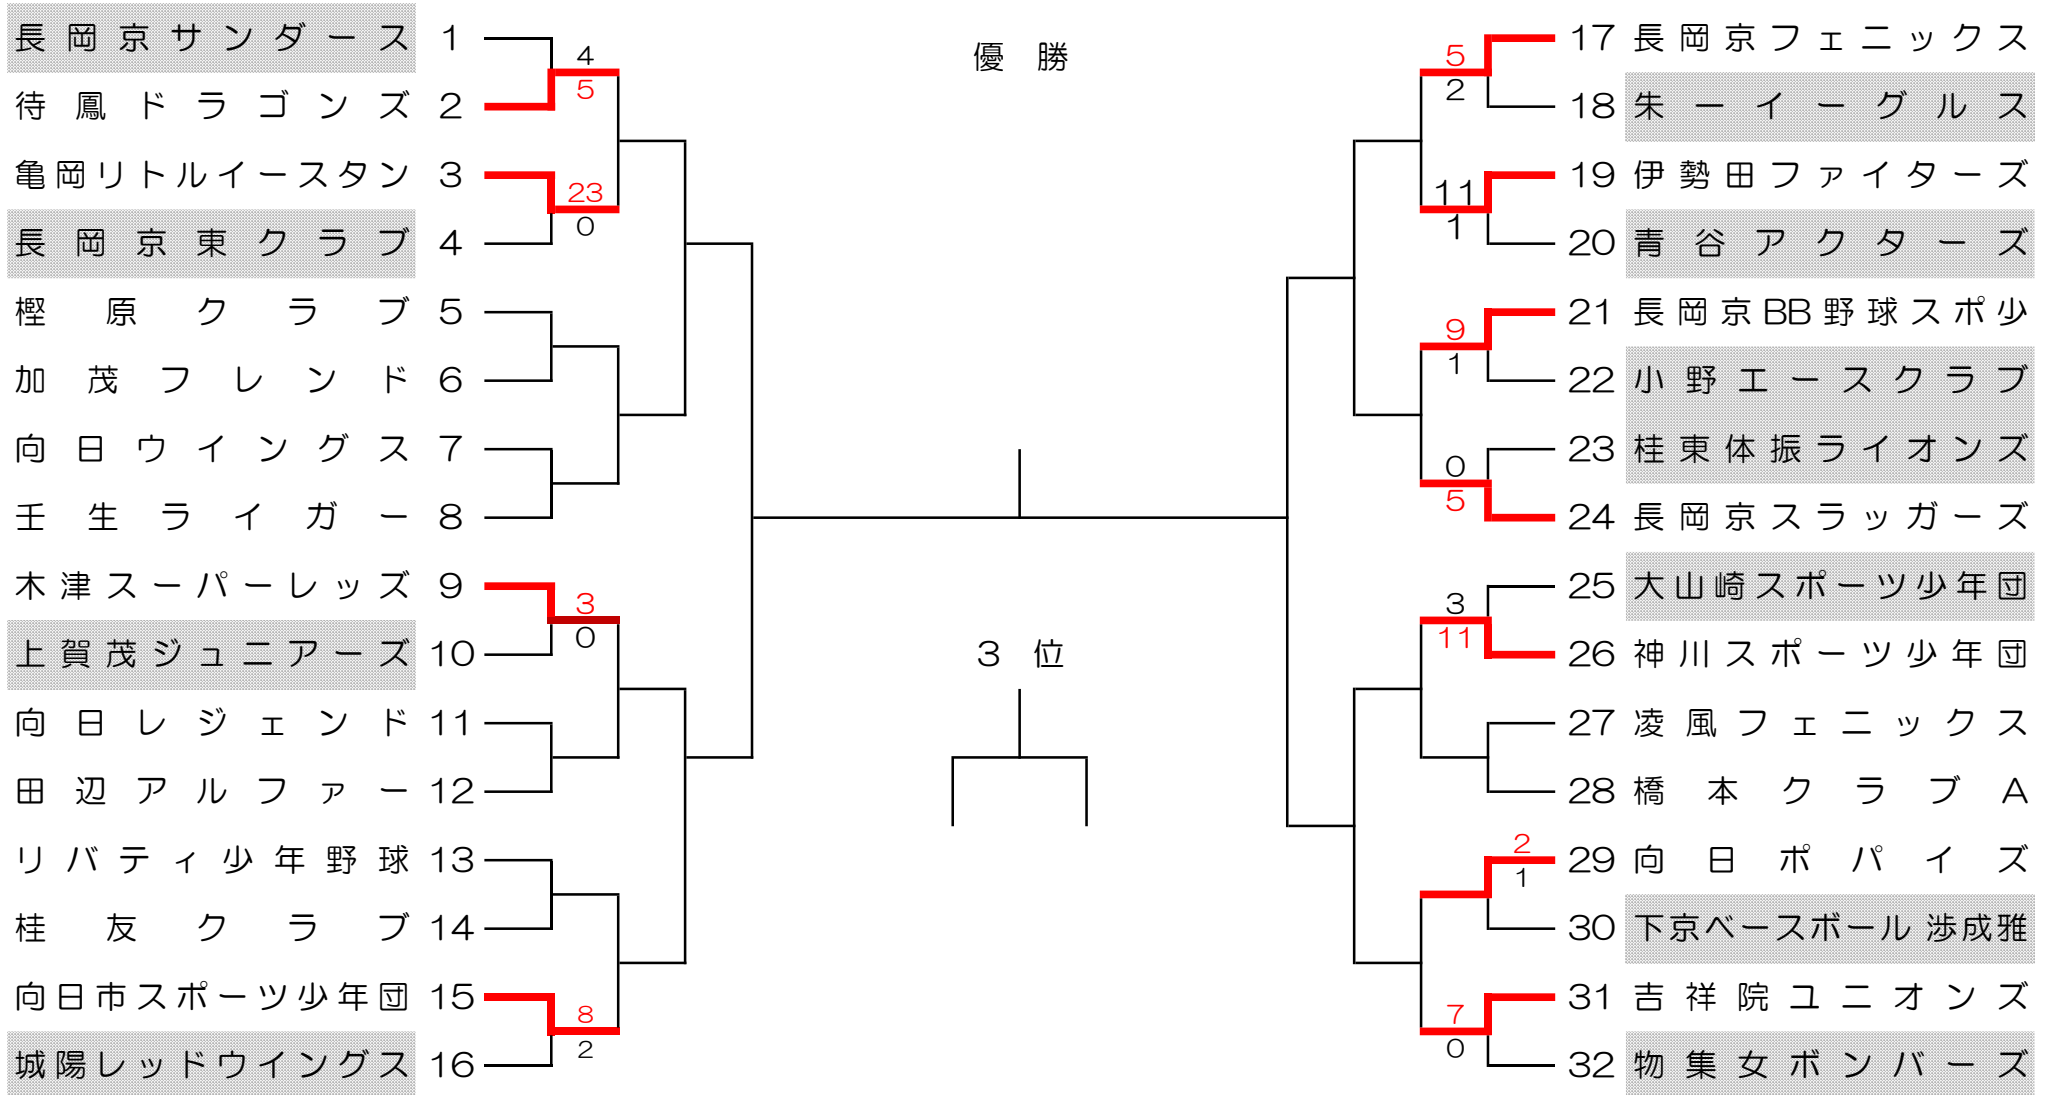 優 勝
3 位
長岡京サンダース 1
待鳳ドラゴンズ 2
亀岡リトルイースタン 3
長岡京東クラブ 4
樫原クラブ 5
加茂フレンド 6
向日ウイングス 7
壬生ライガー 8
木津スーパーレッズ 9
上賀茂ジュニアーズ 10
向日レジェンド 11
田辺アルファー 12
リバティ少年野球 13
桂友クラブ 14
向日市スポーツ少年団 15
城陽レッドウイングス 16
4
5
23
0
3
0
8
2
5
2
11
1
9
1
0
5
3
11
2
1
7
0
17 長岡京フェニックス
18 朱一イーグルス
19 伊勢田ファイターズ
20 青谷アクターズ
21 長岡京BB野球スポ少
22 小野エースクラブ
23 桂東体振ライオンズ
24 長岡京スラッガーズ
25 大山崎スポーツ少年団
26 神川スポーツ少年団
27 凌風フェニックス
28 橋本クラブA
29 向日ポパイズ
30 下京ベースボール 渉成雅
31 吉祥院ユニオンズ
32 物集女ボンバーズ